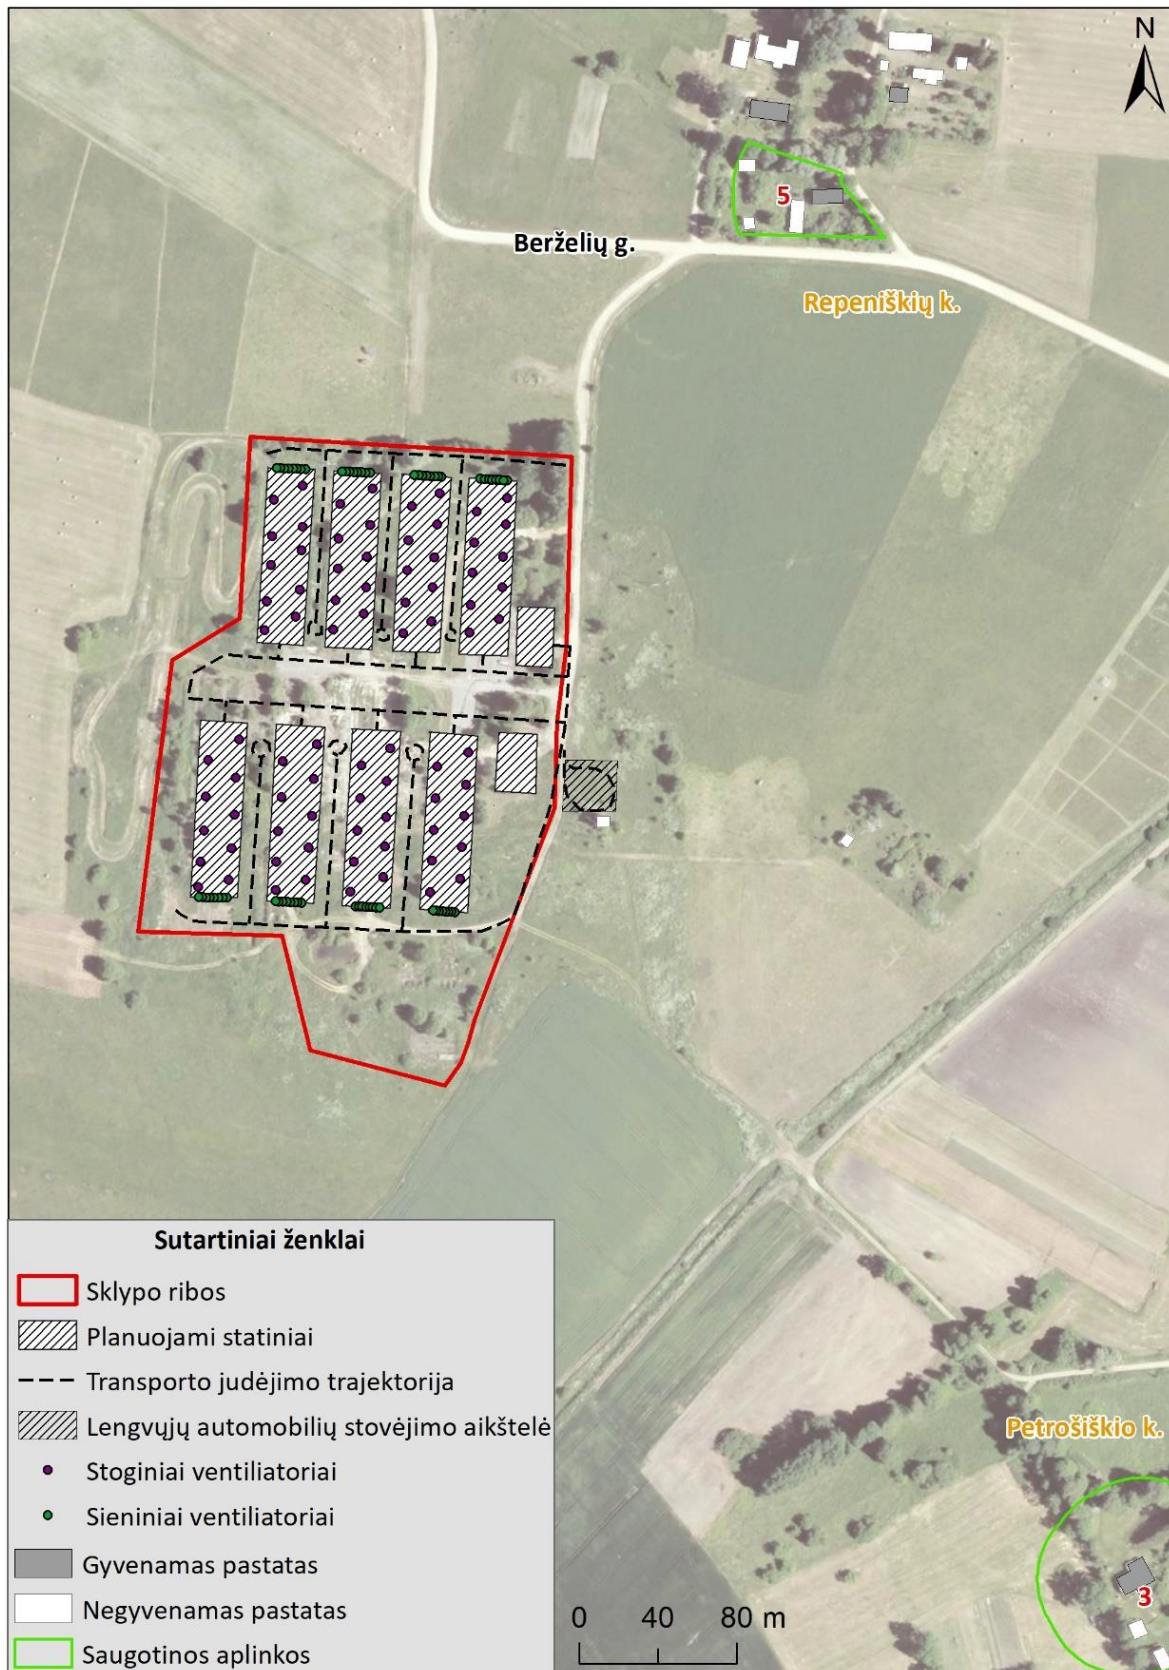 N
5
Berželių g.
Repeniškių k.
Sutartiniai ženklai
Sklypo ribos
Planuojami statiniai
Transporto judėjimo trajektorija
Lengvųjų automobilių stovėjimo aikštelė
Stoginiai ventiliatoriai
Sieniniai ventiliatoriai
Gyvenamas pastatas
Negyvenamas pastatas
Saugotinos aplinkos
0 40 80 m
Petrošiškio k.
3